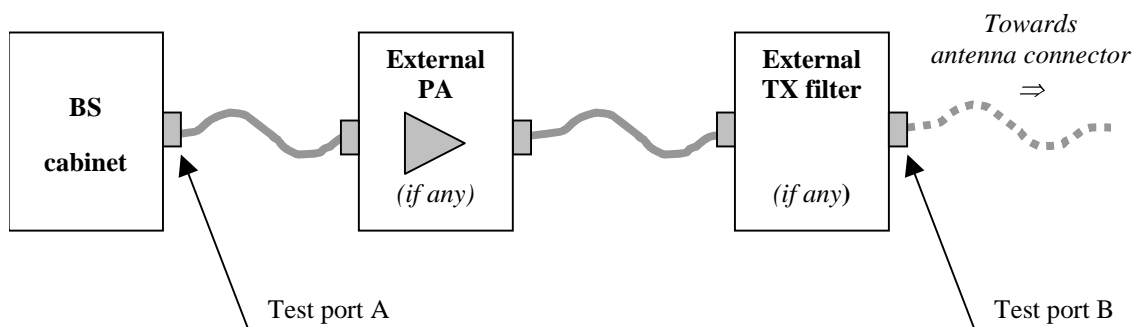 BS
cabinet
External
PA
(if any)
External
TX filter
(if any)
Towards
antenna connector
⇒
Test port A
Test port B